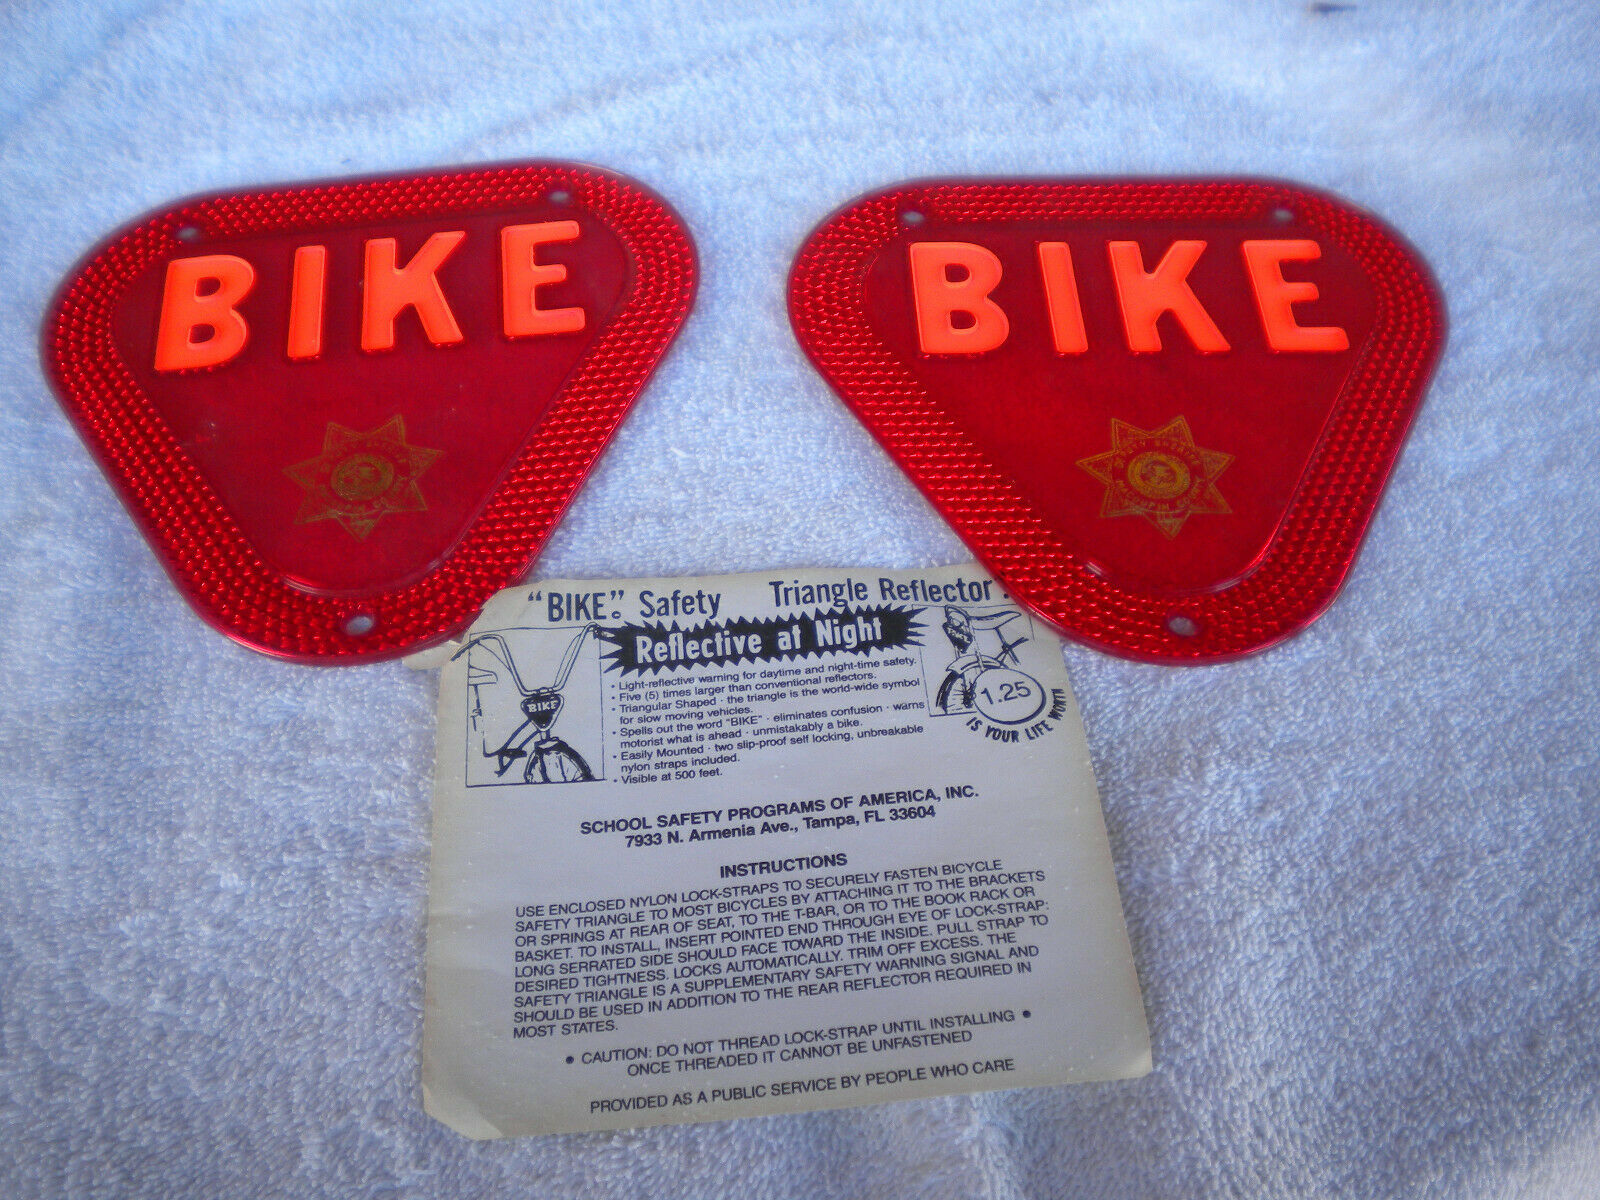 BIKE
BIKE
"BIKE" Safety Triangle Reflector
Reflective at Night
BIKE
• Light-reflective warning for daytime and night-time safety.
• Five (5) times larger than conventional reflectors.
• Triangular Shaped - the triangle is the world-wide symbol
for slow moving vehicles.
• Spells out the word "BIKE" - eliminates confusion - warns
motorist what is ahead - unmistakably a bike.
• Easily Mounted - two slip-proof self locking, unbreakable
nylon straps included.
• Visible at 500 feet.
1.25
IS YOUR LIFE WORTH
SCHOOL SAFETY PROGRAMS OF AMERICA, INC.
7933 N. Armenia Ave., Tampa, FL 33604
INSTRUCTIONS
USE ENCLOSED NYLON LOCK-STRAPS TO SECURELY FASTEN BICYCLE
SAFETY TRIANGLE TO MOST BICYCLES BY ATTACHING IT TO THE BRACKETS
OR SPRINGS AT REAR OF SEAT, TO THE T-BAR, OR TO THE BOOK RACK OR
BASKET. TO INSTALL, INSERT POINTED END THROUGH EYE OF LOCK-STRAP:
LONG SERRATED SIDE SHOULD FACE TOWARD THE INSIDE. PULL STRAP TO
DESIRED TIGHTNESS. LOCKS AUTOMATICALLY. TRIM OFF EXCESS. THE
SAFETY TRIANGLE IS A SUPPLEMENTARY SAFETY WARNING SIGNAL AND
SHOULD BE USED IN ADDITION TO THE REAR REFLECTOR REQUIRED IN
MOST STATES.
• CAUTION: DO NOT THREAD LOCK-STRAP UNTIL INSTALLING •
ONCE THREADED IT CANNOT BE UNFASTENED
PROVIDED AS A PUBLIC SERVICE BY PEOPLE WHO CARE